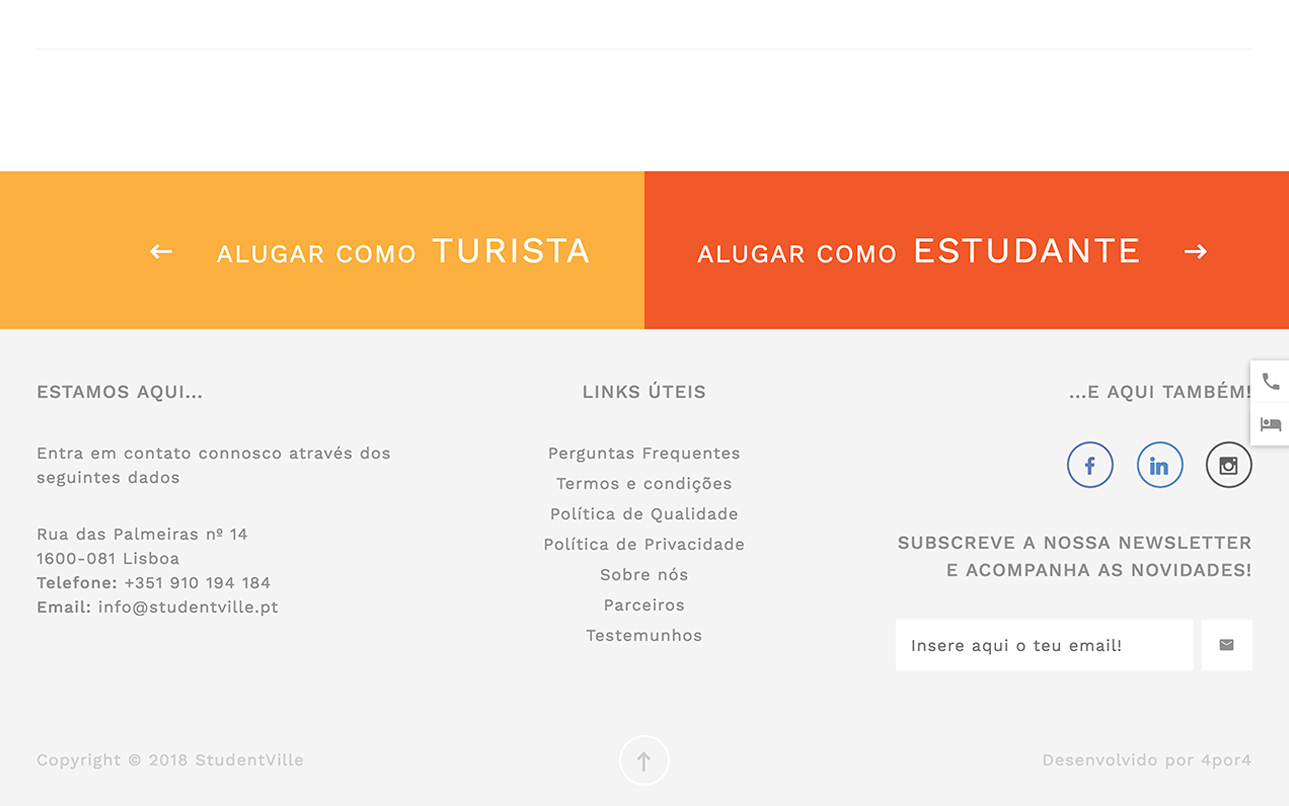 ALUGAR COMO TURISTA
ALUGAR COMO ESTUDANTE
ESTAMOS AQUI...
Entra em contato connosco através dos
seguintes dados
Rua das Palmeiras nº 14
1600-081 Lisboa
Telefone: +351 910 194 184
Email: info@studentville.pt
LINKS ÚTEIS
Perguntas Frequentes
Termos e condições
Política de Qualidade
Política de Privacidade
Sobre nós
Parceiros
Testemunhos
...E AQUI TAMBÉM!
SUBSCREVE A NOSSA NEWSLETTER
E ACOMPANHA AS NOVIDADES!
Insere aqui o teu email!
Copyright © 2018 StudentVille
Desenvolvido por 4por4